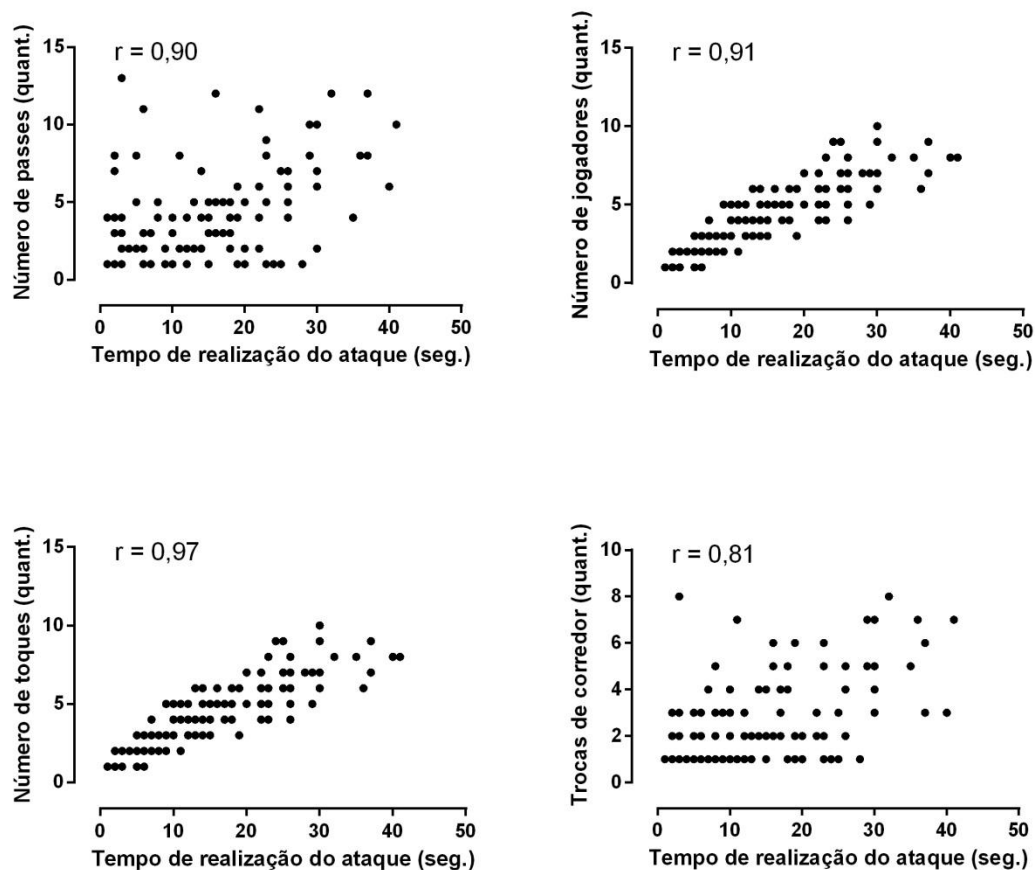 r = 0,90
Número de passes (quant.)
15
10
5
0
0 10 20 30 40 50
Tempo de realização do ataque (seg.)
r = 0,91
Número de jogadores (quant.)
15
10
5
0
0 10 20 30 40 50
Tempo de realização do ataque (seg.)
r = 0,97
Número de toques (quant.)
15
10
5
0
0 10 20 30 40 50
Tempo de realização do ataque (seg.)
r = 0,81
Trocas de corredor (quant.)
10
8
6
4
2
0
0 10 20 30 40 50
Tempo de realização do ataque (seg.)